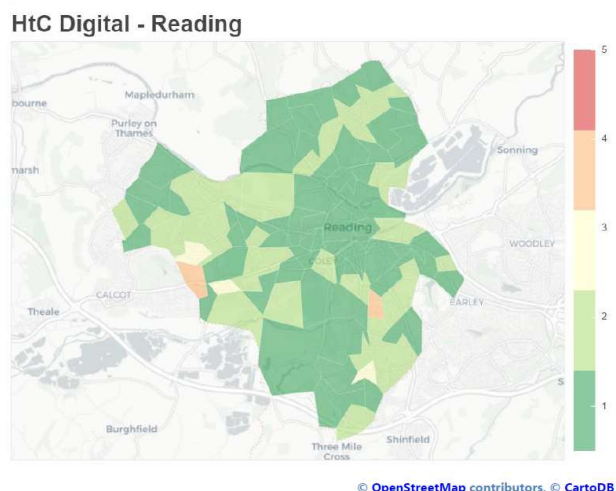 HtC Digital - Reading
Mapledurham
bourne
Purley on
Thames
marsh
Sonning
Reading
WOODLEY
COLEY
CALCOT
EARLEY
Theale
Burghfield
Three Mile
Cross
Shinfield
5
4
3
2
1
© OpenStreetMap contributors, © CartoDB